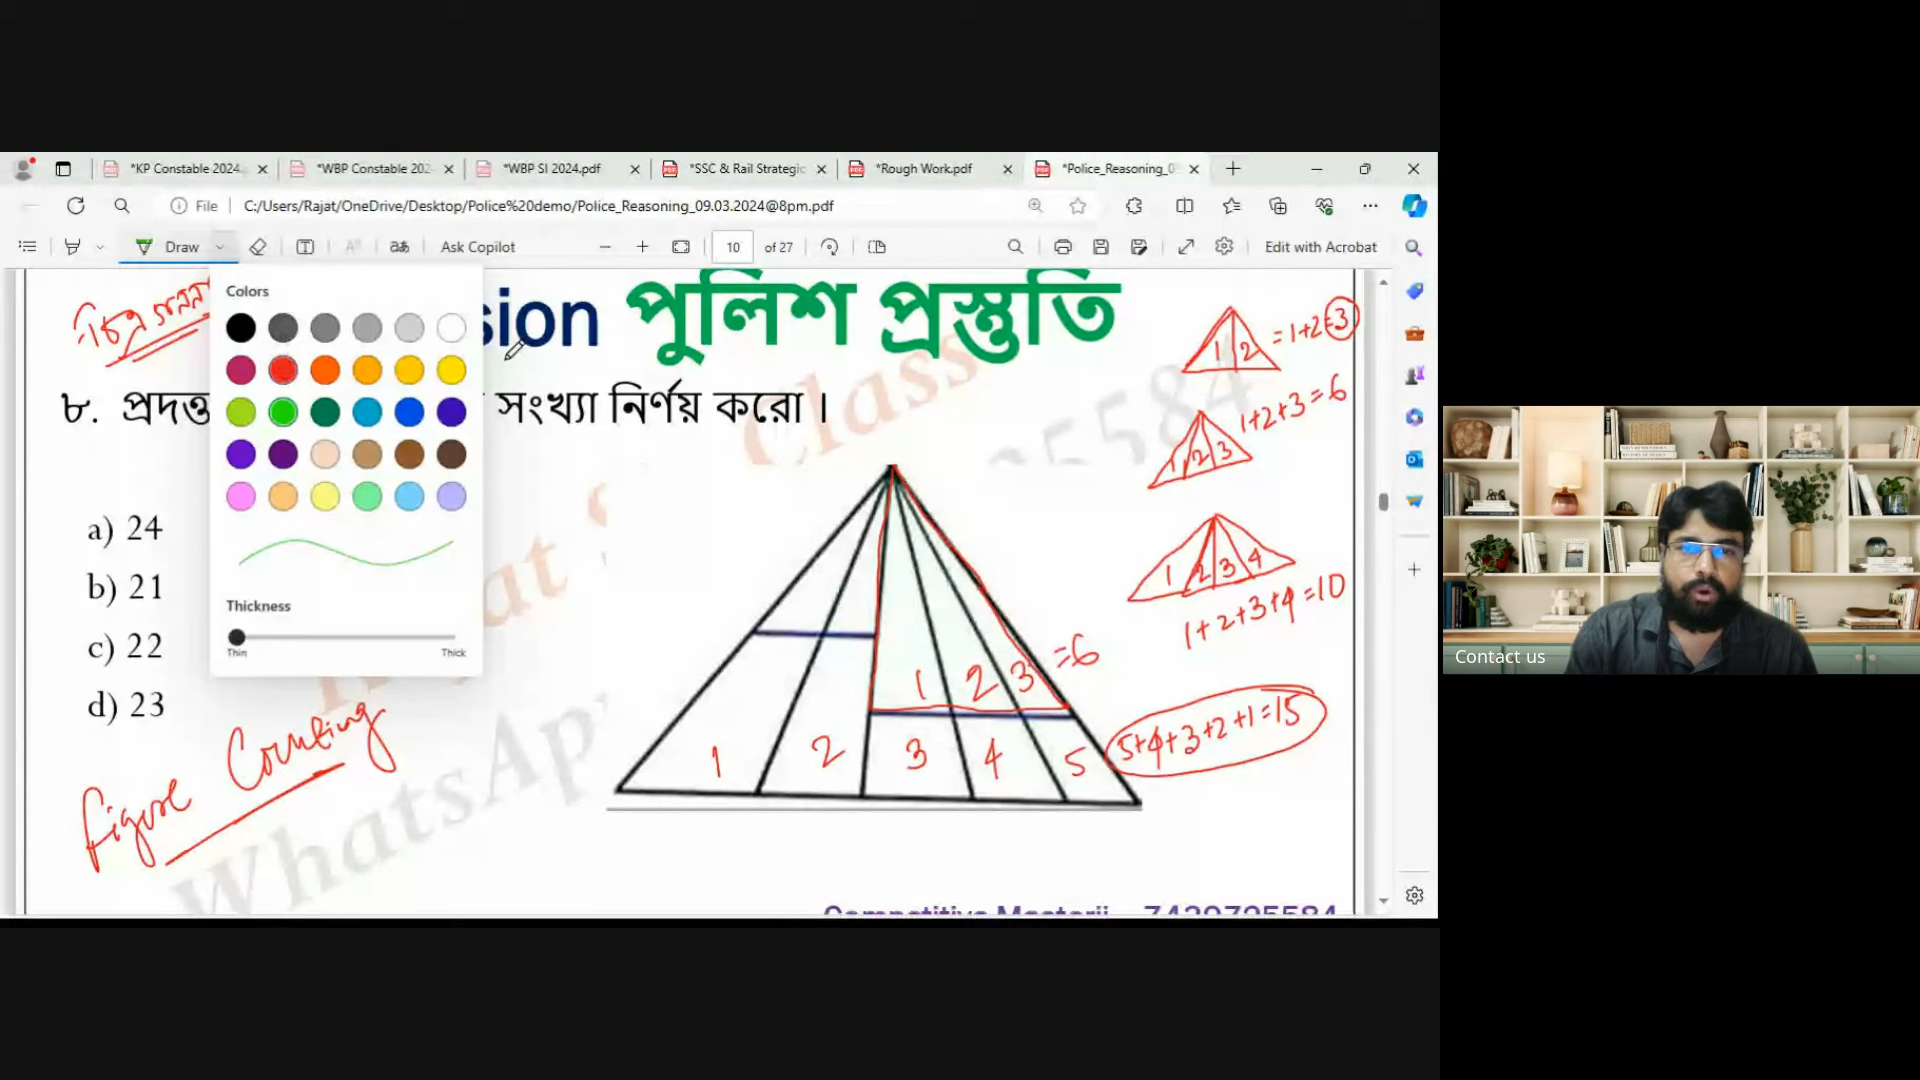 *KP Constable 2024.
*WBP Constable 202
*WBP SI 2024.pdf
*SSC & Rail Strategic
*Rough Work.pdf
*Police_Reasoning_0
File
C:/Users/Rajat/OneDrive/Desktop/Police%20demo/Police_Reasoning_09.03.2024@8pm.pdf
Draw
Ask Copilot
10 of 27
Edit with Acrobat
sion পুলিশ প্রস্তুতি
Colors
৮. প্রদত্ত সংখ্যা নির্ণয় করো।
a) 24
b) 21
c) 22
d) 23
Thickness
Thin Thick
Figure Counting
1 2 = 1+2=3
1 2 3 1+2+3=6
1 2 3 4
1+2+3+4=10
1 2 3 =6
1 2 3 4 5
5+4+3+2+1=15
Class
5584
WhatsApp
Contact us